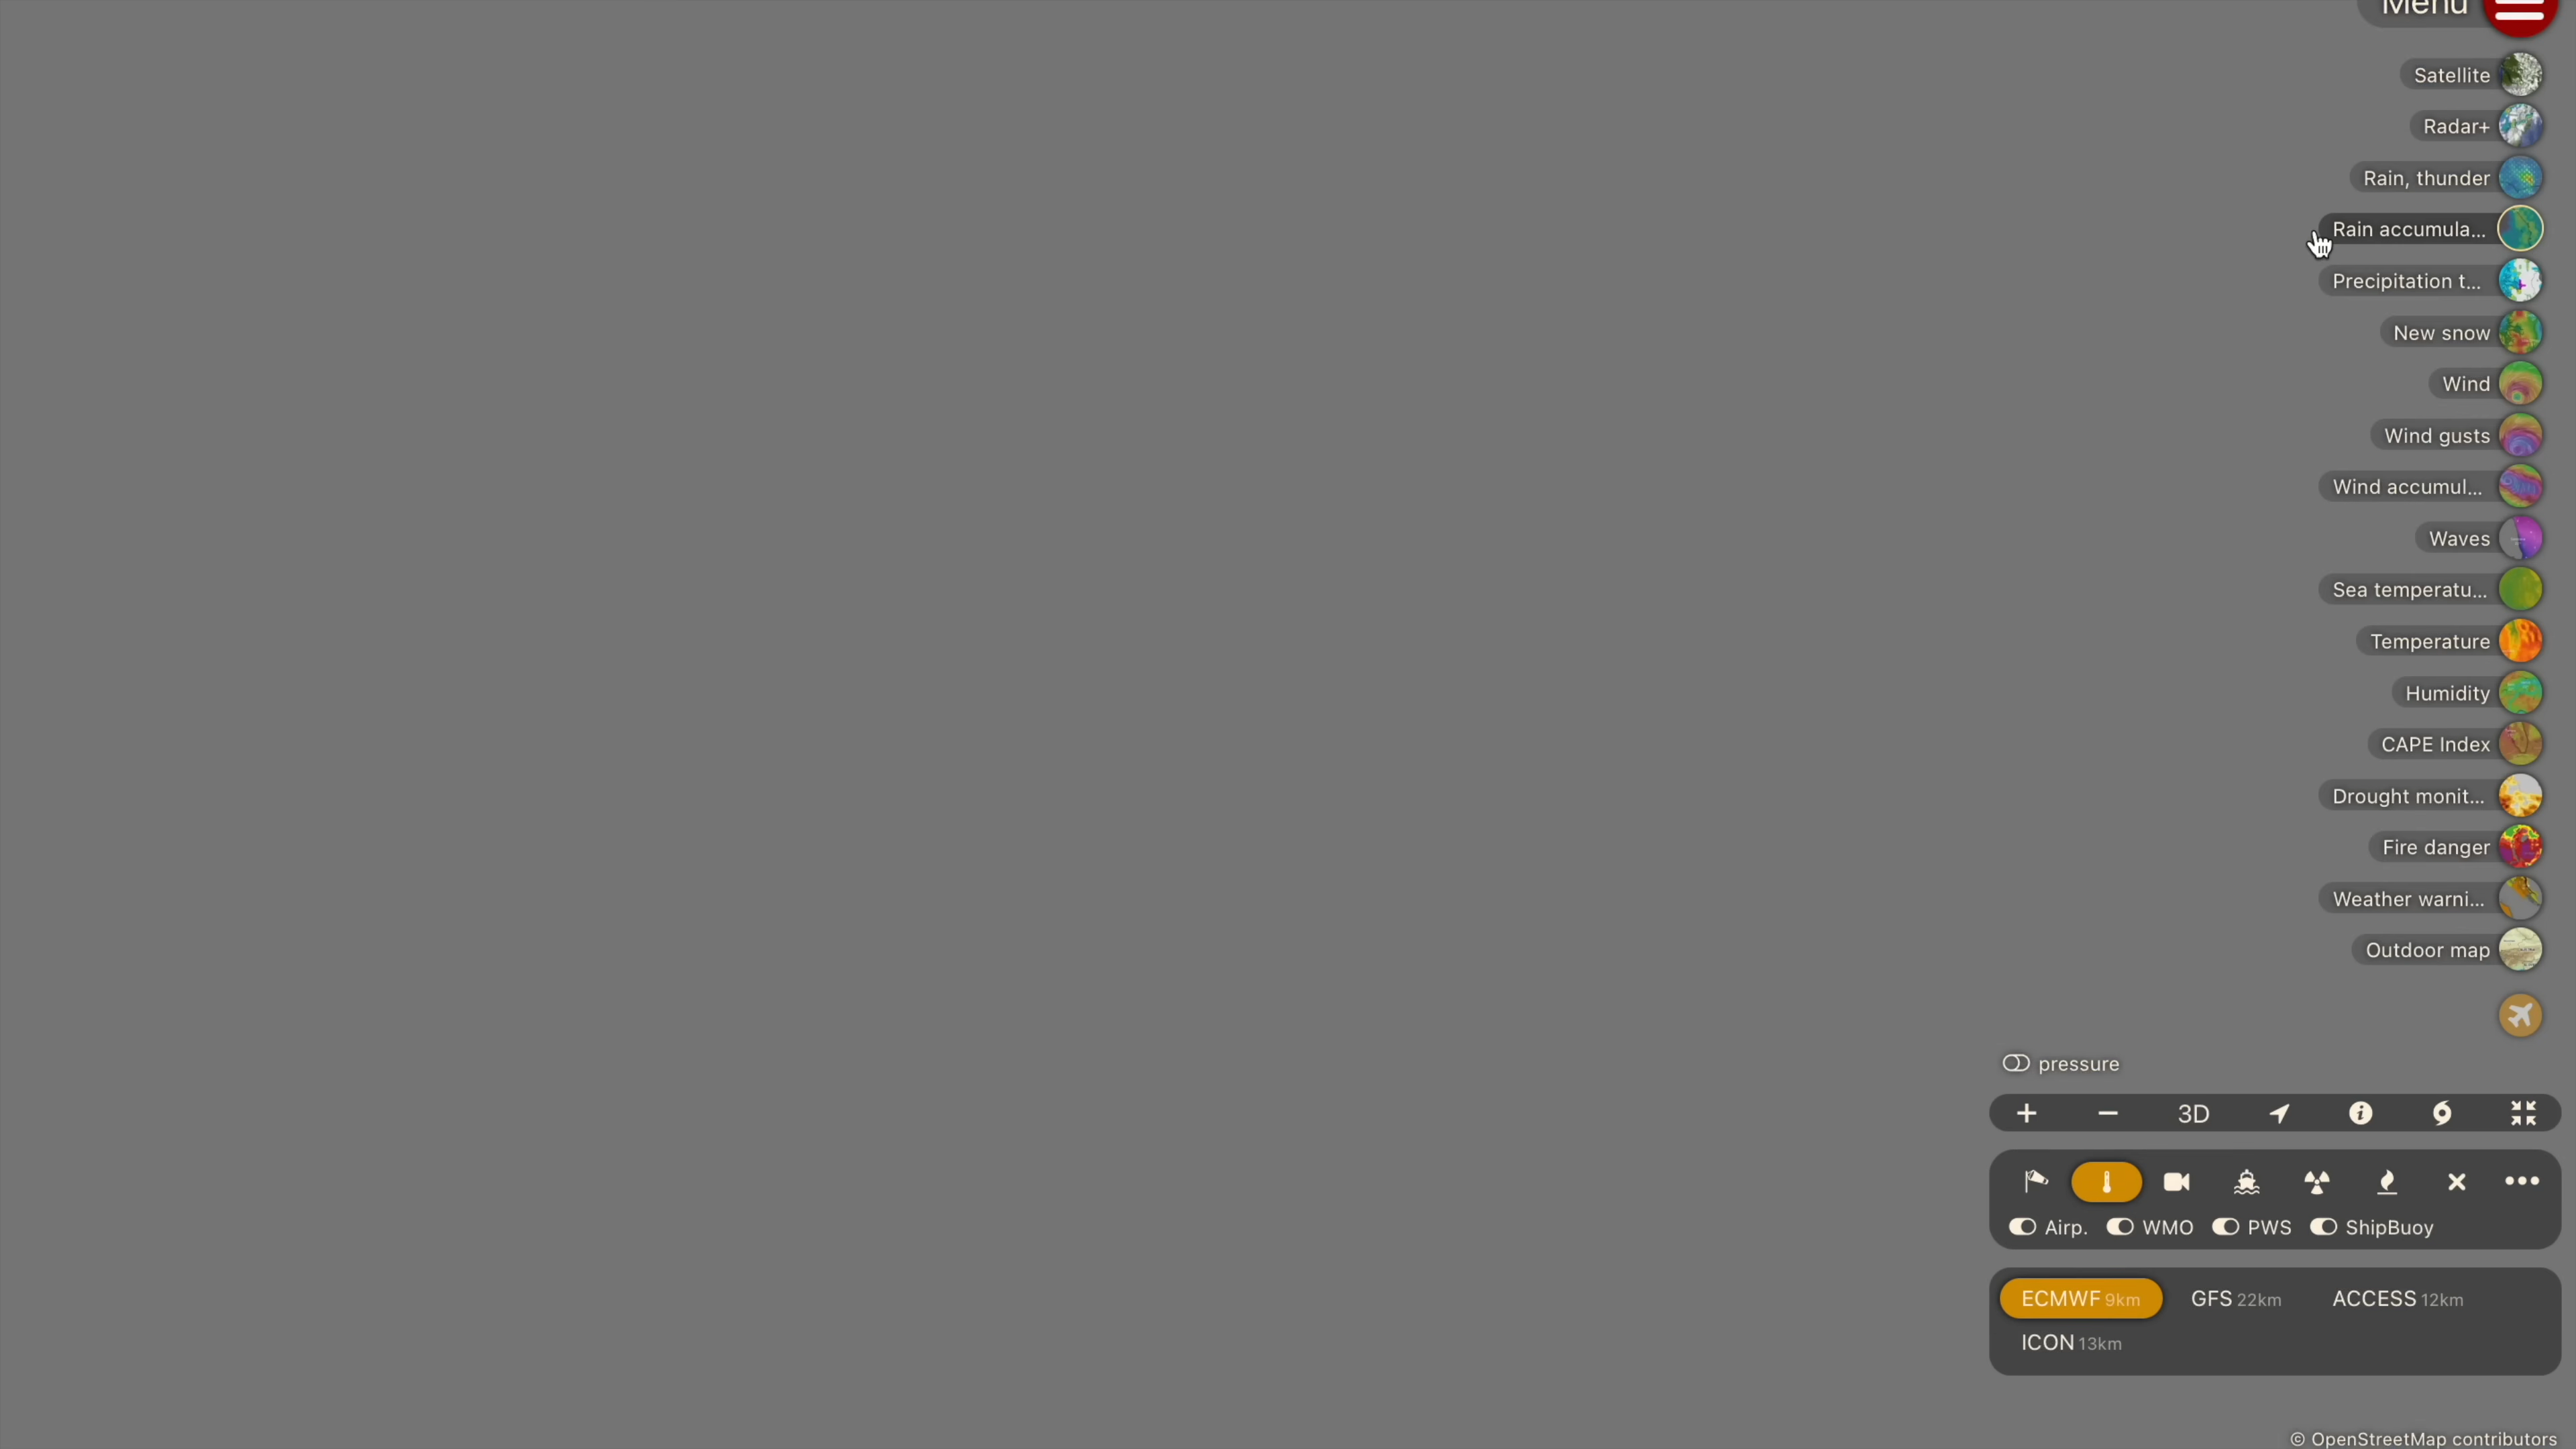 Menu
Satellite
Radar+
Rain, thunder
Rain accumula...
Precipitation t...
New snow
Wind
Wind gusts
Wind accumul...
Waves
Sea temperatu...
Temperature
Humidity
CAPE Index
Drought monit...
Fire danger
Weather warni...
Outdoor map
pressure
+ − 3D
Airp. WMO PWS ShipBuoy
ECMWF 9km GFS 22km ACCESS 12km
ICON 13km
© OpenStreetMap contributors